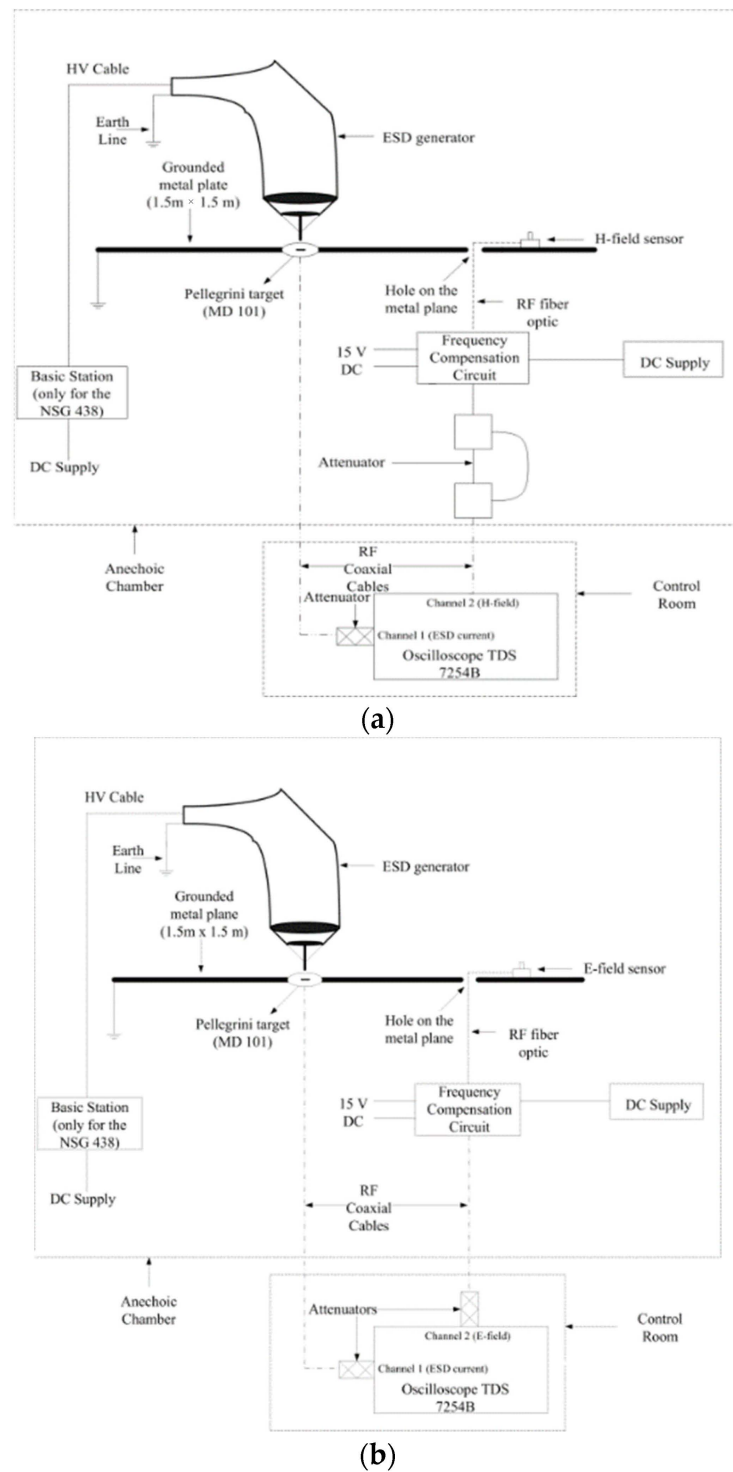 HV Cable
Earth
Line
ESD generator
Grounded
metal plate
(1.5m × 1.5 m)
H-field sensor
Pellegrini target
(MD 101)
Hole on the
metal plane
RF fiber
optic
15 V
DC
Frequency
Compensation
Circuit
DC Supply
Basic Station
(only for the
NSG 438)
DC Supply
Attenuator
Anechoic
Chamber
RF
Coaxial
Cables
Attenuator
Control
Room
Channel 2 (H-field)
Channel 1 (ESD current)
Oscilloscope TDS
7254B
(a)
HV Cable
Earth
Line
ESD generator
Grounded
metal plane
(1.5m x 1.5 m)
E-field sensor
Pellegrini target
(MD 101)
Hole on the
metal plane
RF fiber
optic
15 V
DC
Frequency
Compensation
Circuit
DC Supply
Basic Station
(only for the
NSG 438)
DC Supply
RF
Coaxial
Cables
Anechoic
Chamber
Attenuators
Control
Room
Channel 2 (E-field)
Channel 1 (ESD current)
Oscilloscope TDS
7254B
(b)